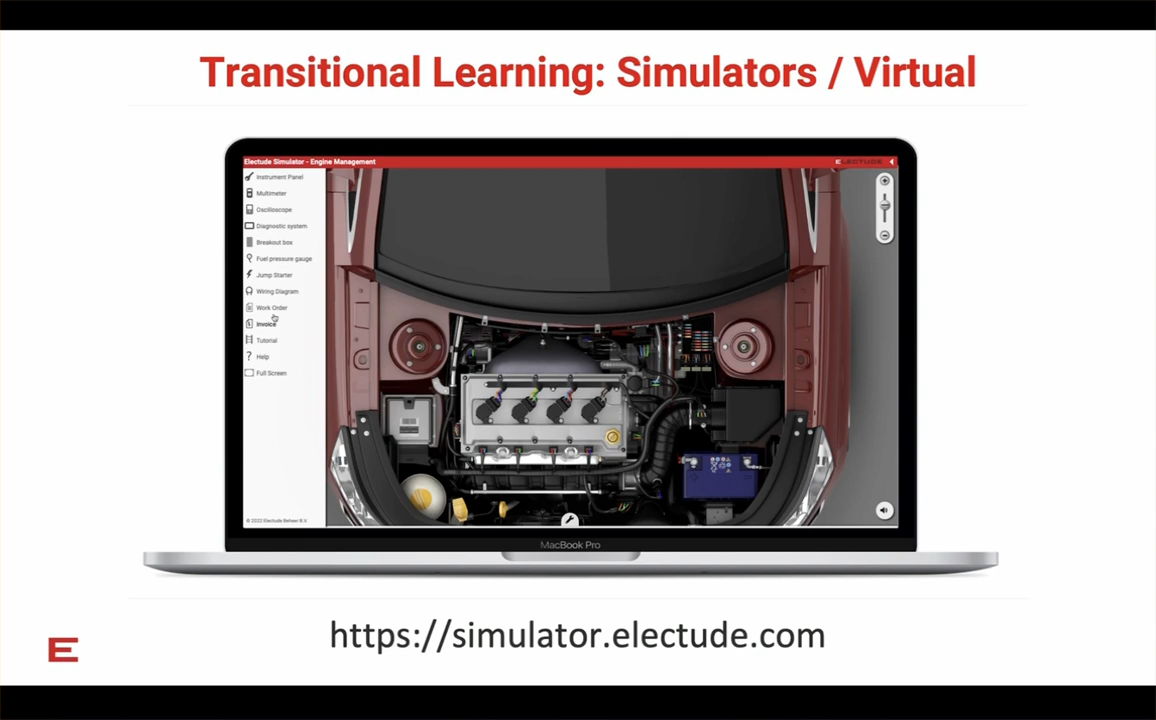 Transitional Learning: Simulators / Virtual
Electude Simulator - Engine Management
ELECTUDE
Instrument Panel
Multimeter
Oscilloscope
Diagnostic system
Breakout box
Fuel pressure gauge
Jump Starter
Wiring Diagram
Work Order
Invoice
Tutorial
Help
Full Screen
© 2022 Electude Beheer B.V.
MacBook Pro
https://simulator.electude.com
E